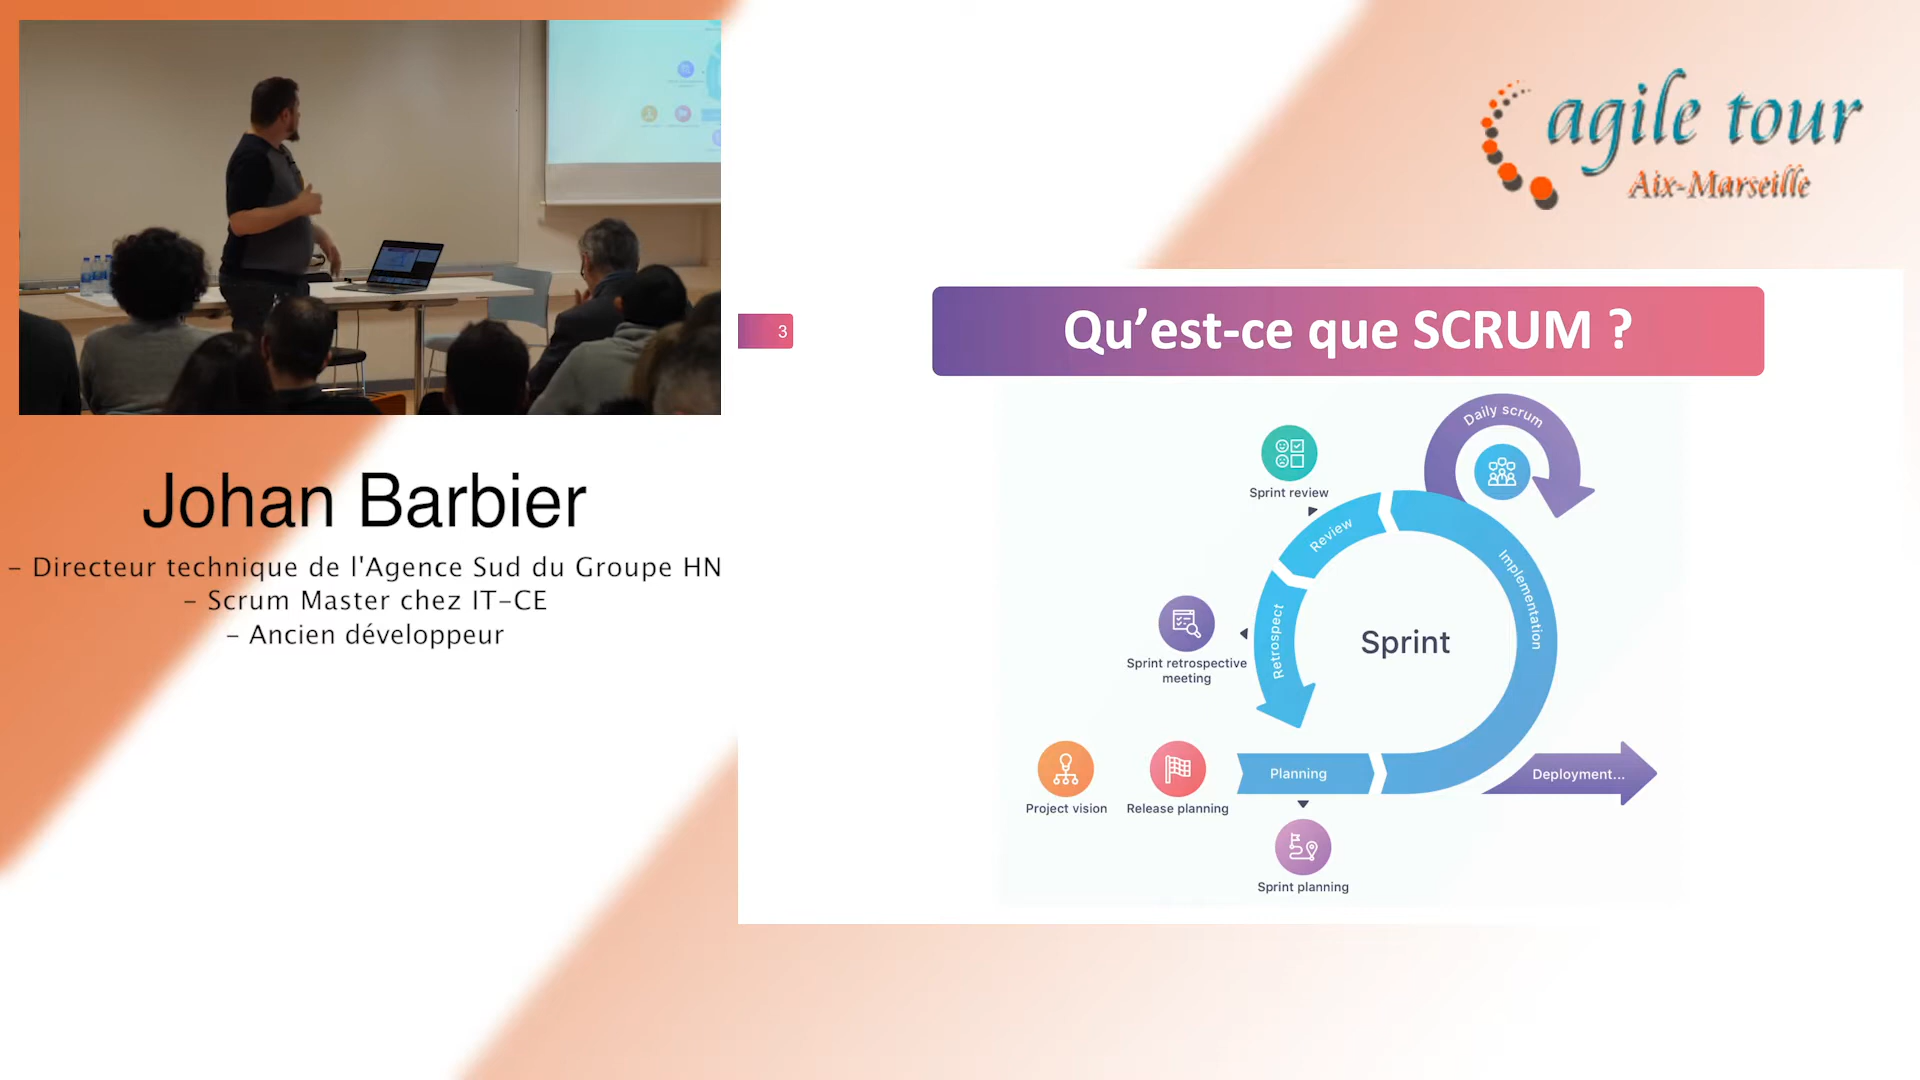 agile tour
Aix-Marseille
3
Qu’est-ce que SCRUM ?
Johan Barbier
- Directeur technique de l'Agence Sud du Groupe HN
- Scrum Master chez IT-CE
- Ancien développeur
Daily scrum
Sprint review
Review
Implementation
Sprint retrospective
meeting
Retrospect
Sprint
Project vision
Release planning
Planning
Deployment...
Sprint planning